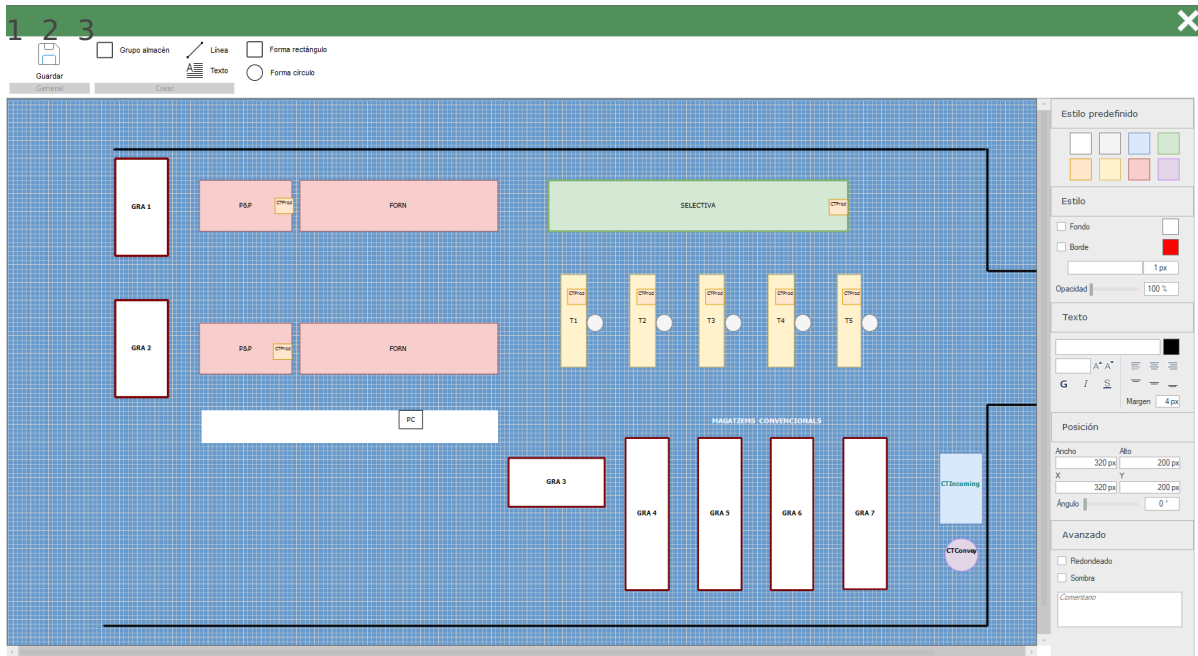 1 2 3
Guardar
General
Grupo almacén
Línea
Texto
Crear
Forma rectángulo
Forma círculo
GRA 1
P&P
CTProd
FORN
SELECTIVA
CTProd
GRA 2
P&P
CTProd
FORN
CTProd
T1
CTProd
T2
CTProd
T3
CTProd
T4
CTProd
T5
PC
MAGATZEMS CONVENCIONALS
GRA 3
GRA 4
GRA 5
GRA 6
GRA 7
CTIncoming
CTConvey
Estilo predefinido
Estilo
Fondo
Borde
1 px
Opacidad
100 %
Texto
A A
G I S
Margen 4 px
Posición
Ancho Alto
320 px 200 px
X Y
320 px 200 px
Ángulo 0 °
Avanzado
Redondeado
Sombra
Comentario